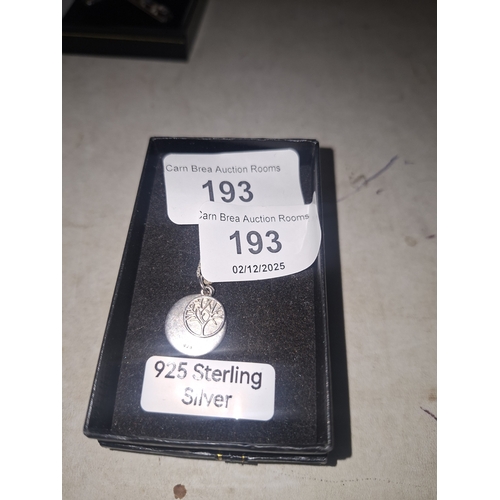 Carn Brea Auction Rooms
193
Carn Brea Auction Rooms
193
02/12/2025
925 Sterling
Silver